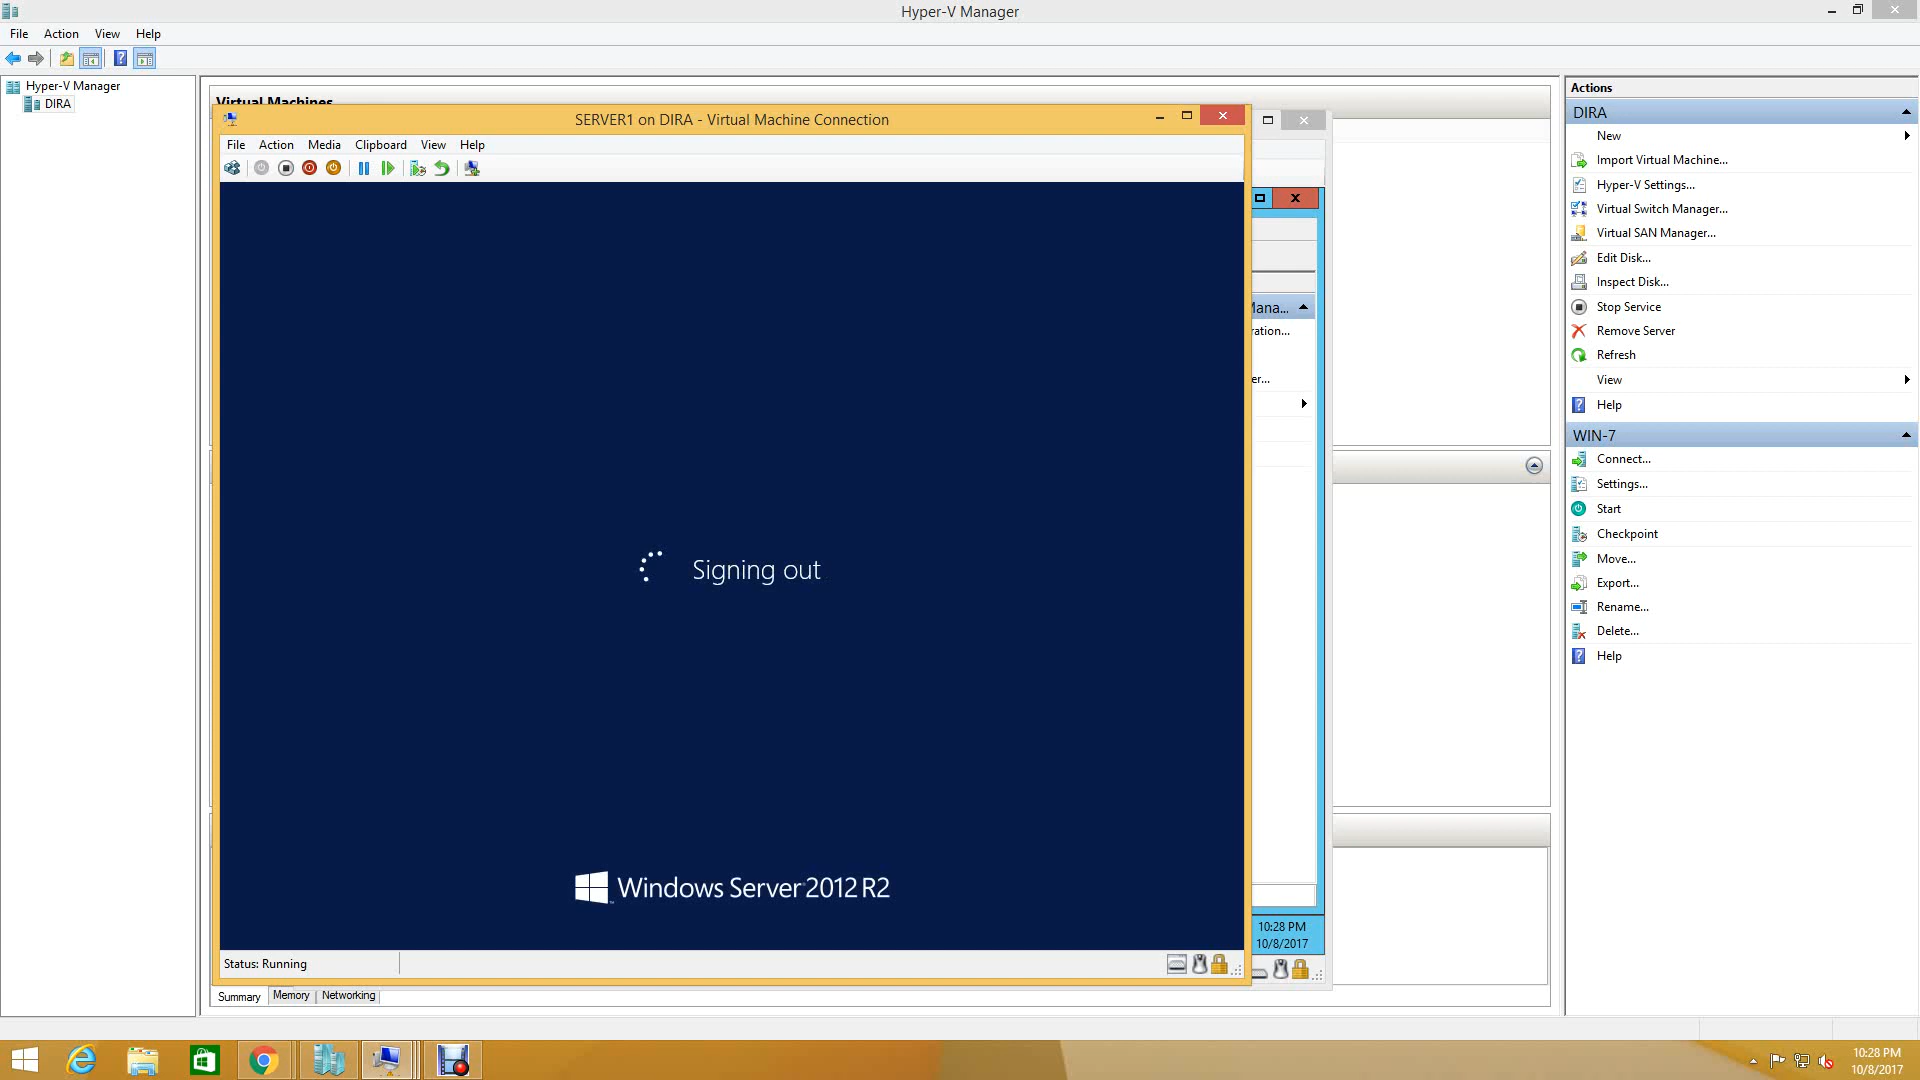 Hyper-V Manager
File Action View Help
Hyper-V Manager
DIRA
Virtual Machines
SERVER1 on DIRA - Virtual Machine Connection
File Action Media Clipboard View Help
Signing out
Windows Server 2012 R2
Status: Running
Summary Memory Networking
Mana...
ration...
er...
10:28 PM
10/8/2017
Actions
DIRA
New
Import Virtual Machine...
Hyper-V Settings...
Virtual Switch Manager...
Virtual SAN Manager...
Edit Disk...
Inspect Disk...
Stop Service
Remove Server
Refresh
View
Help
WIN-7
Connect...
Settings...
Start
Checkpoint
Move...
Export...
Rename...
Delete...
Help
10:28 PM
10/8/2017